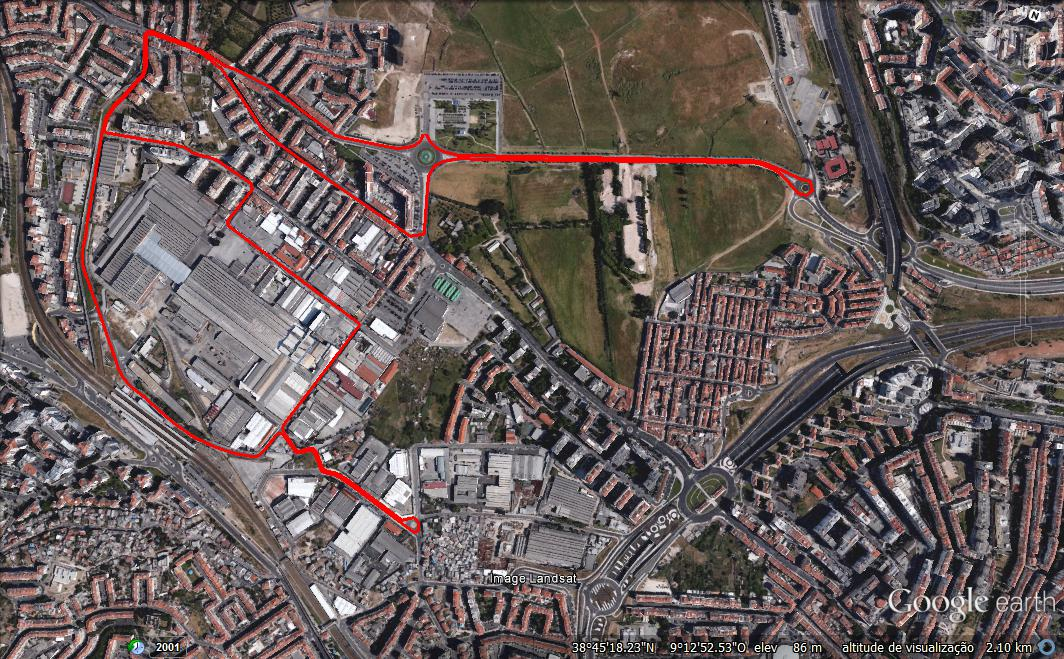 N
Image Landsat
Google earth
2001
38°45'18.23"N 9°12'52.53"O elev 86 m altitude de visualização 2.10 km